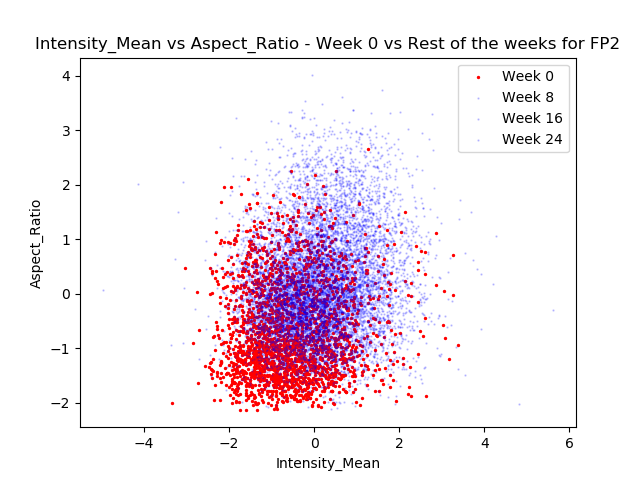 Intensity_Mean vs Aspect_Ratio - Week 0 vs Rest of the weeks for FP2
Week 0
Week 8
Week 16
Week 24
4
3
2
1
0
−1
−2
Aspect_Ratio
−4
−2
0
2
4
6
Intensity_Mean